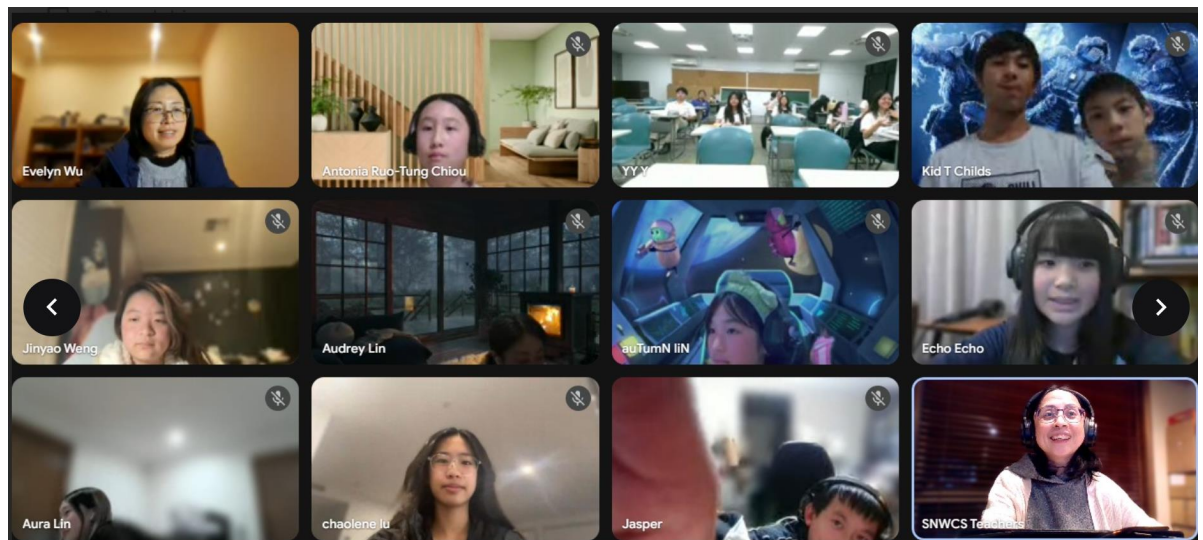 Evelyn Wu
Antonia Ruo-Tung Chiou
YY Y
Kid T Childs
Jinyao Weng
Audrey Lin
auTumN liN
Echo Echo
Aura Lin
chaolene lu
Jasper
SNWCS Teachers